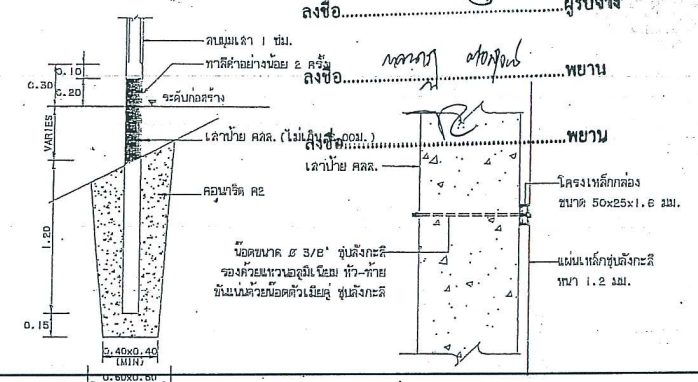 ลงชื่อ....................ผู้รับจ้าง
ลงชื่อ....................พยาน
ลงชื่อ....................พยาน
ลบมุมเสา 1 ซม.
ทาสีดำอย่างน้อย 2 ครั้ง
0.10
0.30
0.20
ระดับก่อสร้าง
VARIES
เสาป้าย คสล. (ไม่เกิน .00ม.)
เสาป้าย คสล.
คอนกรีต ค2
1.20
0.15
0.40x0.40
(MIN)
0.60x0.60
โครงเหล็กกล่อง
ขนาด 50x25x1.6 มม.
น๊อตขนาด Ø 3/8" ชุบสังกะสี
รองด้วยแหวนอลูมิเนียม หัว-ท้าย
ขันแน่นด้วยน๊อตตัวเมียคู่ ชุบสังกะสี
แผ่นเหล็กชุบสังกะสี
หนา 1.2 มม.